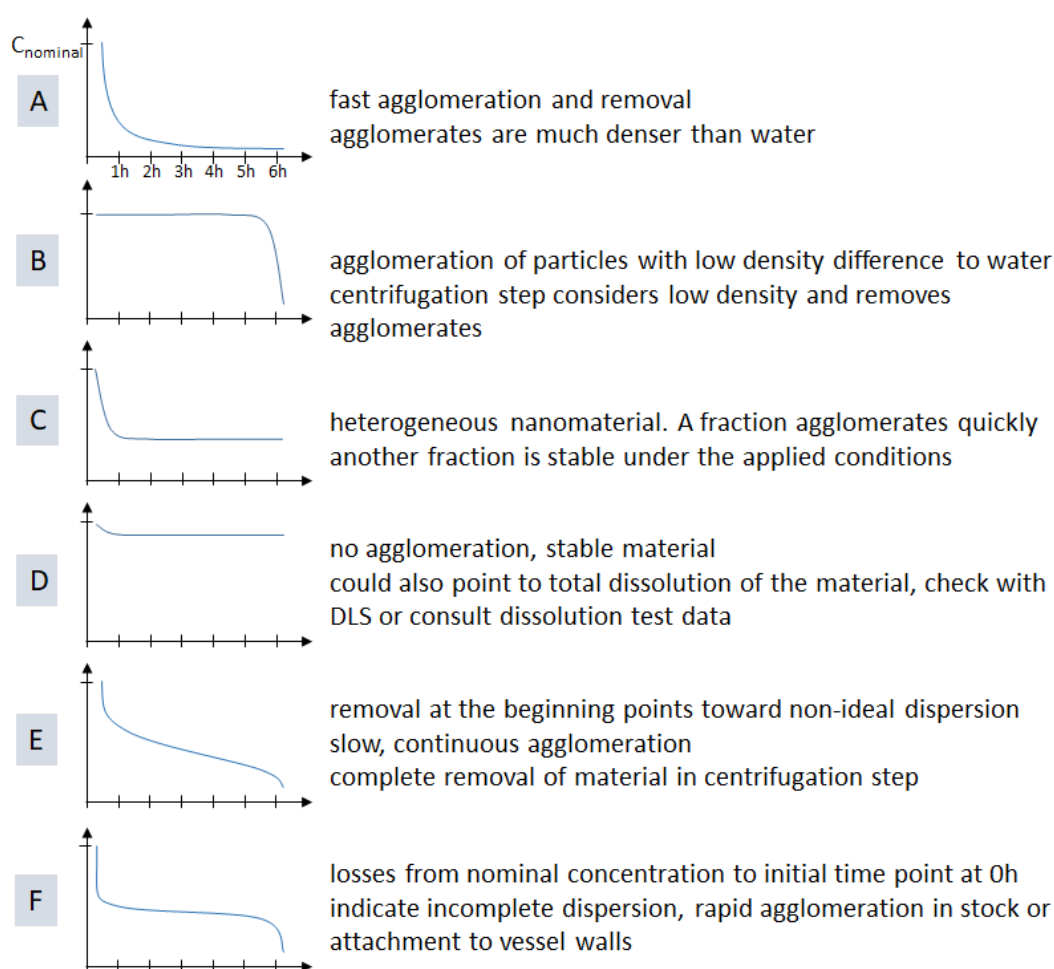 Cnominal
A
fast agglomeration and removal
agglomerates are much denser than water
1h 2h 3h 4h 5h 6h
B
agglomeration of particles with low density difference to water
centrifugation step considers low density and removes
agglomerates
C
heterogeneous nanomaterial. A fraction agglomerates quickly
another fraction is stable under the applied conditions
D
no agglomeration, stable material
could also point to total dissolution of the material, check with
DLS or consult dissolution test data
E
removal at the beginning points toward non-ideal dispersion
slow, continuous agglomeration
complete removal of material in centrifugation step
F
losses from nominal concentration to initial time point at 0h
indicate incomplete dispersion, rapid agglomeration in stock or
attachment to vessel walls